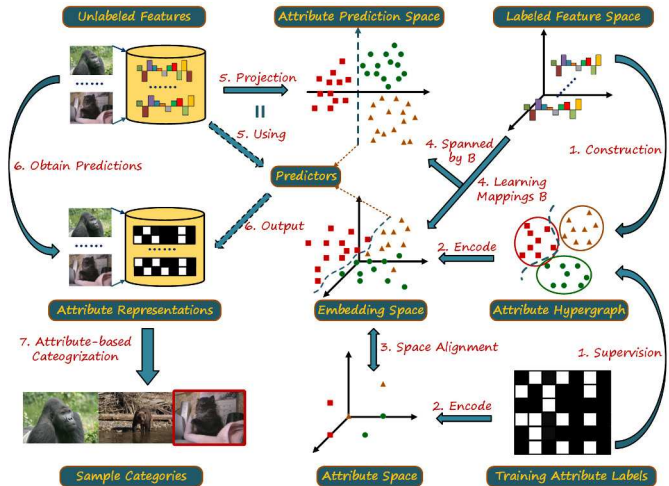 Unlabeled Features
Attribute Prediction Space
Labeled Feature Space
5. Projection
5. Using
6. Obtain Predictions
Predictors
4. Spanned
by B
4. Learning
Mappings B
1. Construction
6. Output
2. Encode
Attribute Representations
Embedding Space
Attribute Hypergraph
7. Attribute-based
Cateogrization
3. Space Alignment
1. Supervision
2. Encode
Sample Categories
Attribute Space
Training Attribute Labels